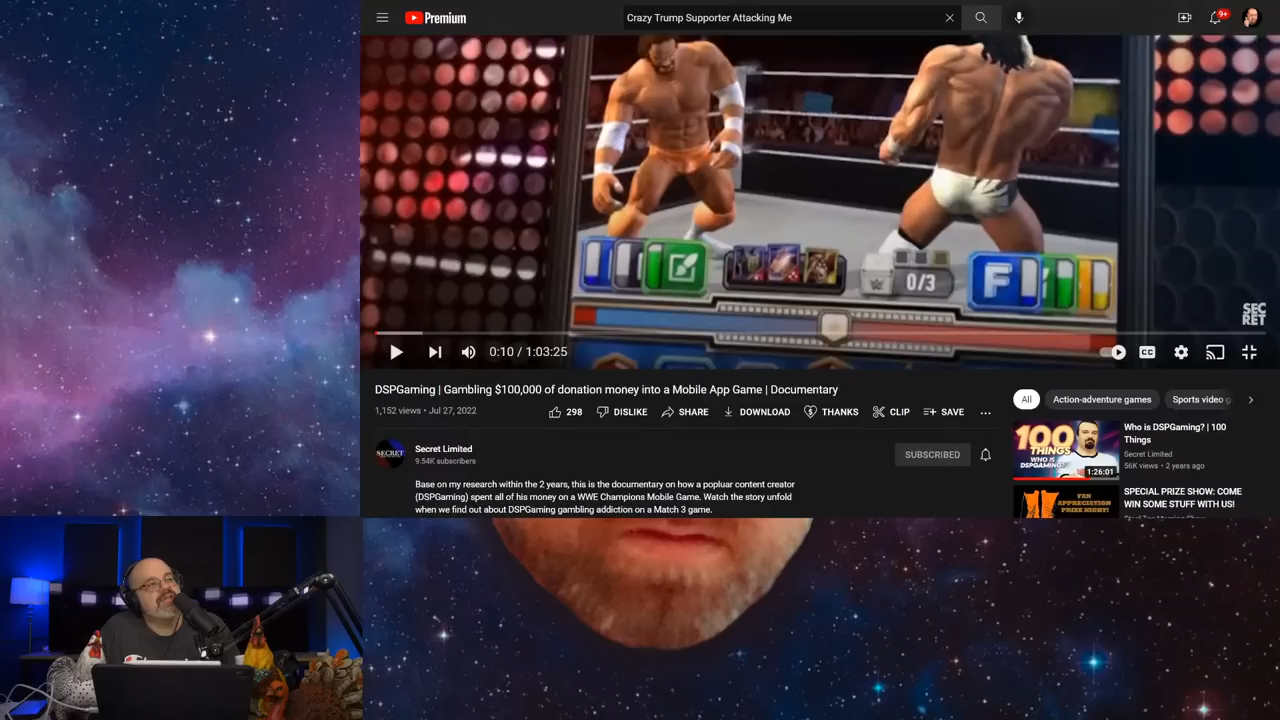 Premium
Crazy Trump Supporter Attacking Me
9+
F
0/3
SEC
RET
0:10 / 1:03:25
CC
DSPGaming | Gambling $100,000 of donation money into a Mobile App Game | Documentary
1,152 views • Jul 27, 2022
298
DISLIKE
SHARE
DOWNLOAD
THANKS
CLIP
SAVE
...
All
Action-adventure games
Sports video g
SECRET
Secret Limited
9.54K subscribers
SUBSCRIBED
Base on my research within the 2 years, this is the documentary on how a popluar content creator
(DSPGaming) spent all of his money on a WWE Champions Mobile Game. Watch the story unfold
when we find out about DSPGaming gambling addiction on a Match 3 game.
100
THINGS
WHO IS
DSPGAMING?
1:26:01
Who is DSPGaming? | 100
Things
Secret Limited
56K views • 2 years ago
FAN
APPRECIATION
PRIZE NIGHT!
SPECIAL PRIZE SHOW: COME
WIN SOME STUFF WITH US!